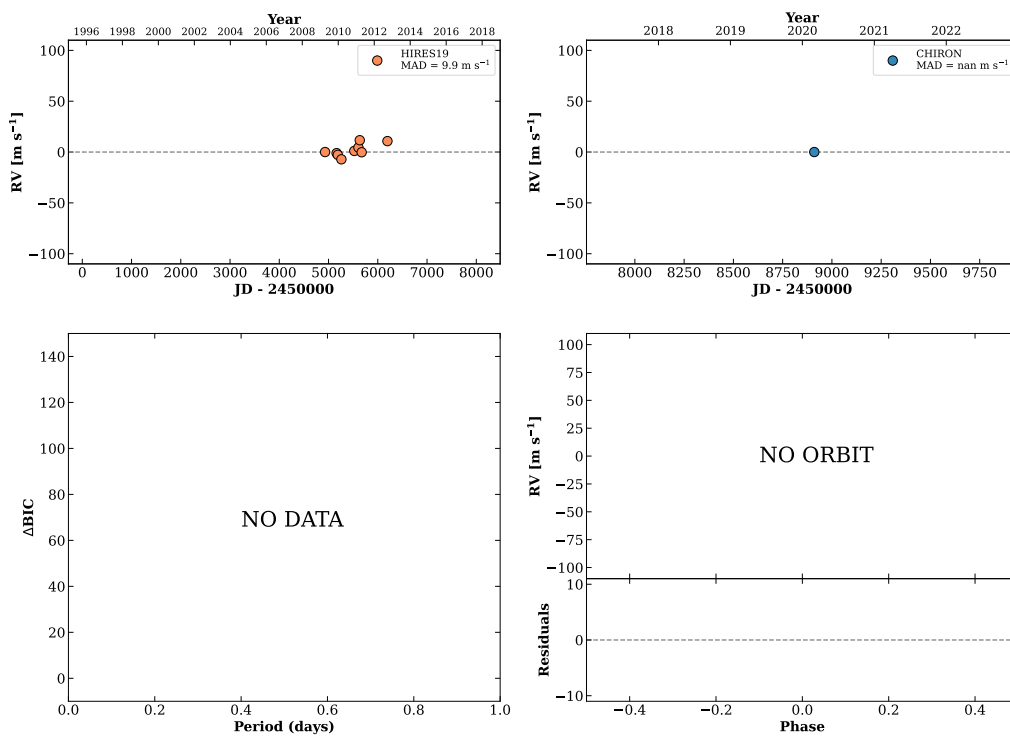 Year
1996 1998 2000 2002 2004 2006 2008 2010 2012 2014 2016 2018
HIRES19
MAD = 9.9 m s⁻¹
RV [m s⁻¹]
100
50
0
−50
−100
0 1000 2000 3000 4000 5000 6000 7000 8000
JD - 2450000
Year
2018 2019 2020 2021 2022
CHIRON
MAD = nan m s⁻¹
RV [m s⁻¹]
100
50
0
−50
−100
8000 8250 8500 8750 9000 9250 9500 9750
JD - 2450000
ΔBIC
140
120
100
80
60
40
20
0
NO DATA
0.0 0.2 0.4 0.6 0.8 1.0
Period (days)
RV [m s⁻¹]
100
75
50
25
0
−25
−50
−75
−100
NO ORBIT
Residuals
10
0
−10
−0.4 −0.2 0.0 0.2 0.4
Phase